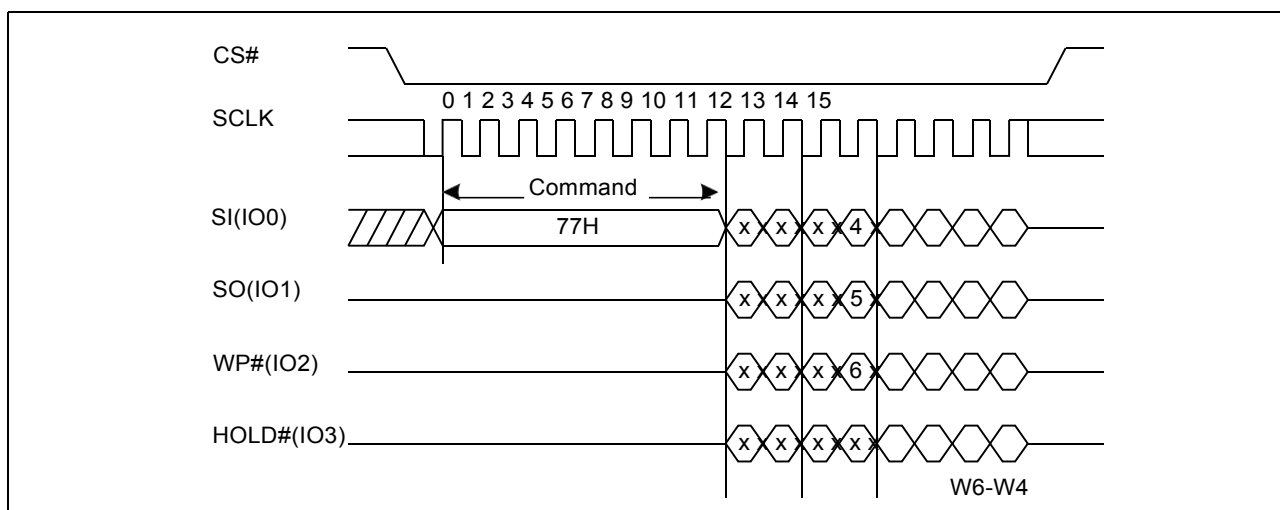 CS#
0 1 2 3 4 5 6 7 8 9 10 11 12 13 14 15
SCLK
Command
SI(IO0) 77H x x x 4
SO(IO1) x x x 5
WP#(IO2) x x x 6
HOLD#(IO3) x x x x
W6-W4